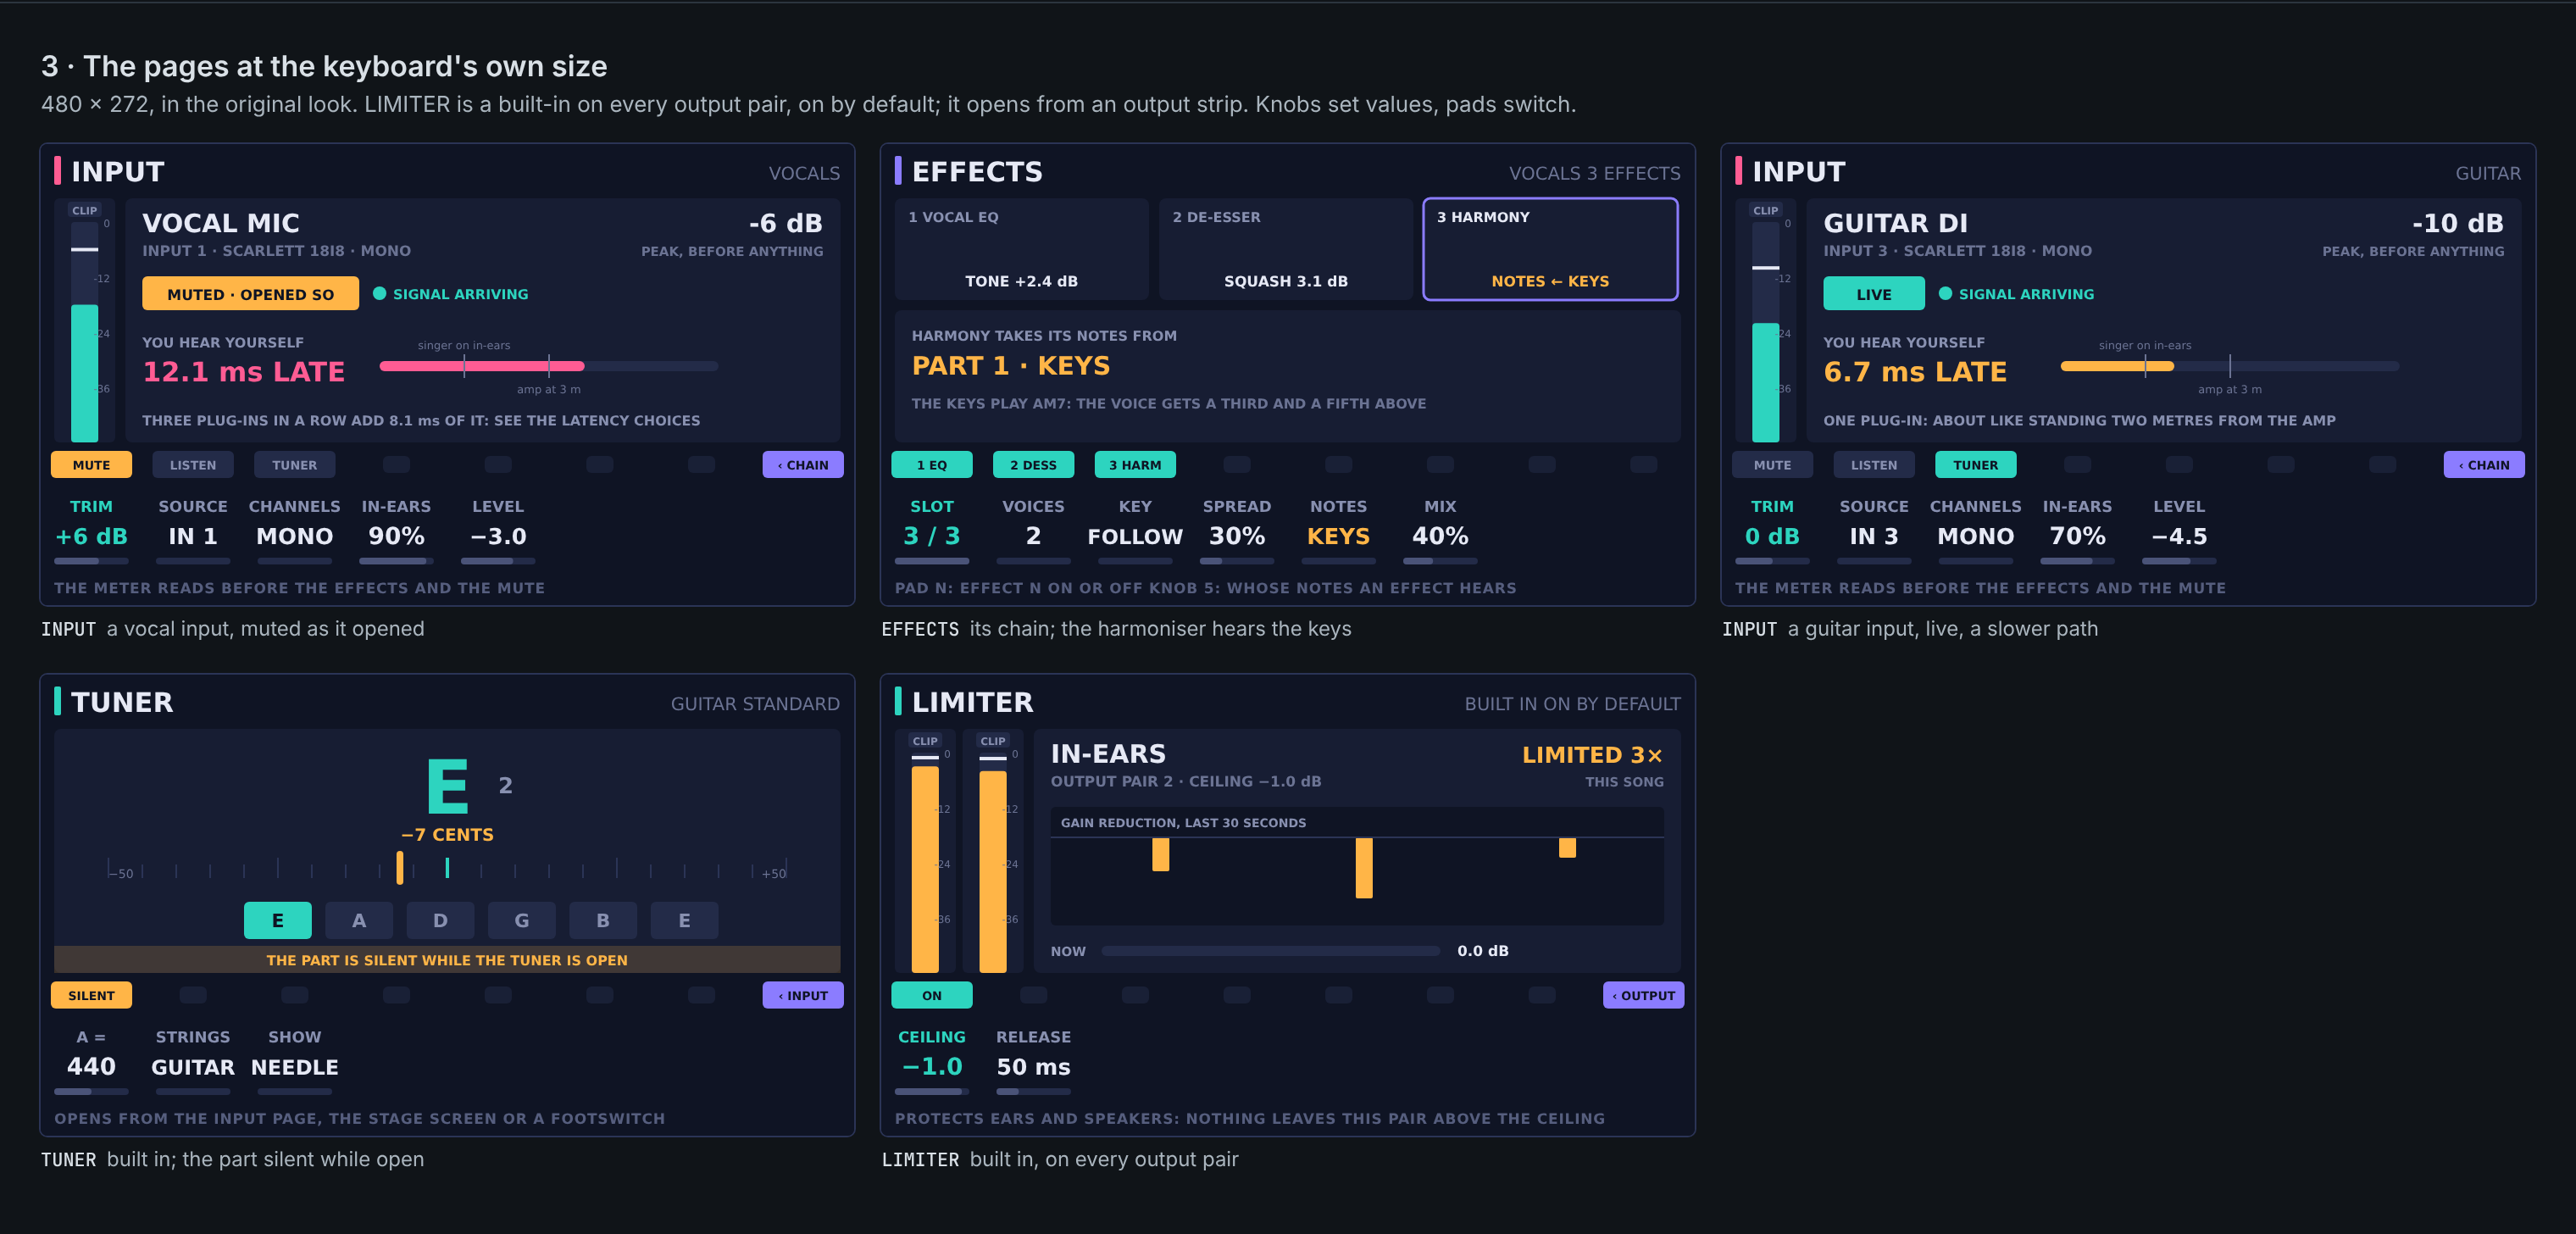 3 · The pages at the keyboard's own size
480 × 272, in the original look. LIMITER is a built-in on every output pair, on by default; it opens from an output strip. Knobs set values, pads switch.
INPUT
VOCALS
CLIP
0
-12
-24
-36
VOCAL MIC
-6 dB
INPUT 1 · SCARLETT 18I8 · MONO
PEAK, BEFORE ANYTHING
MUTED · OPENED SO
SIGNAL ARRIVING
YOU HEAR YOURSELF
singer on in-ears
12.1 ms LATE
amp at 3 m
THREE PLUG-INS IN A ROW ADD 8.1 ms OF IT: SEE THE LATENCY CHOICES
MUTE
LISTEN
TUNER
‹ CHAIN
TRIM
SOURCE
CHANNELS
IN-EARS
LEVEL
+6 dB
IN 1
MONO
90%
−3.0
THE METER READS BEFORE THE EFFECTS AND THE MUTE
INPUT a vocal input, muted as it opened
EFFECTS
VOCALS 3 EFFECTS
1 VOCAL EQ
2 DE-ESSER
3 HARMONY
TONE +2.4 dB
SQUASH 3.1 dB
NOTES ← KEYS
HARMONY TAKES ITS NOTES FROM
PART 1 · KEYS
THE KEYS PLAY AM7: THE VOICE GETS A THIRD AND A FIFTH ABOVE
1 EQ
2 DESS
3 HARM
SLOT
VOICES
KEY
SPREAD
NOTES
MIX
3 / 3
2
FOLLOW
30%
KEYS
40%
PAD N: EFFECT N ON OR OFF KNOB 5: WHOSE NOTES AN EFFECT HEARS
EFFECTS its chain; the harmoniser hears the keys
INPUT
GUITAR
CLIP
0
-12
-24
-36
GUITAR DI
-10 dB
INPUT 3 · SCARLETT 18I8 · MONO
PEAK, BEFORE ANYTHING
LIVE
SIGNAL ARRIVING
YOU HEAR YOURSELF
singer on in-ears
6.7 ms LATE
amp at 3 m
ONE PLUG-IN: ABOUT LIKE STANDING TWO METRES FROM THE AMP
MUTE
LISTEN
TUNER
‹ CHAIN
TRIM
SOURCE
CHANNELS
IN-EARS
LEVEL
0 dB
IN 3
MONO
70%
−4.5
THE METER READS BEFORE THE EFFECTS AND THE MUTE
INPUT a guitar input, live, a slower path
TUNER
GUITAR STANDARD
E
2
−7 CENTS
−50
+50
E
A
D
G
B
E
THE PART IS SILENT WHILE THE TUNER IS OPEN
SILENT
‹ INPUT
A =
STRINGS
SHOW
440
GUITAR
NEEDLE
OPENS FROM THE INPUT PAGE, THE STAGE SCREEN OR A FOOTSWITCH
TUNER built in; the part silent while open
LIMITER
BUILT IN ON BY DEFAULT
CLIP
0
-12
-24
-36
CLIP
0
-12
-24
-36
IN-EARS
LIMITED 3×
OUTPUT PAIR 2 · CEILING −1.0 dB
THIS SONG
GAIN REDUCTION, LAST 30 SECONDS
NOW
0.0 dB
ON
‹ OUTPUT
CEILING
RELEASE
−1.0
50 ms
PROTECTS EARS AND SPEAKERS: NOTHING LEAVES THIS PAIR ABOVE THE CEILING
LIMITER built in, on every output pair